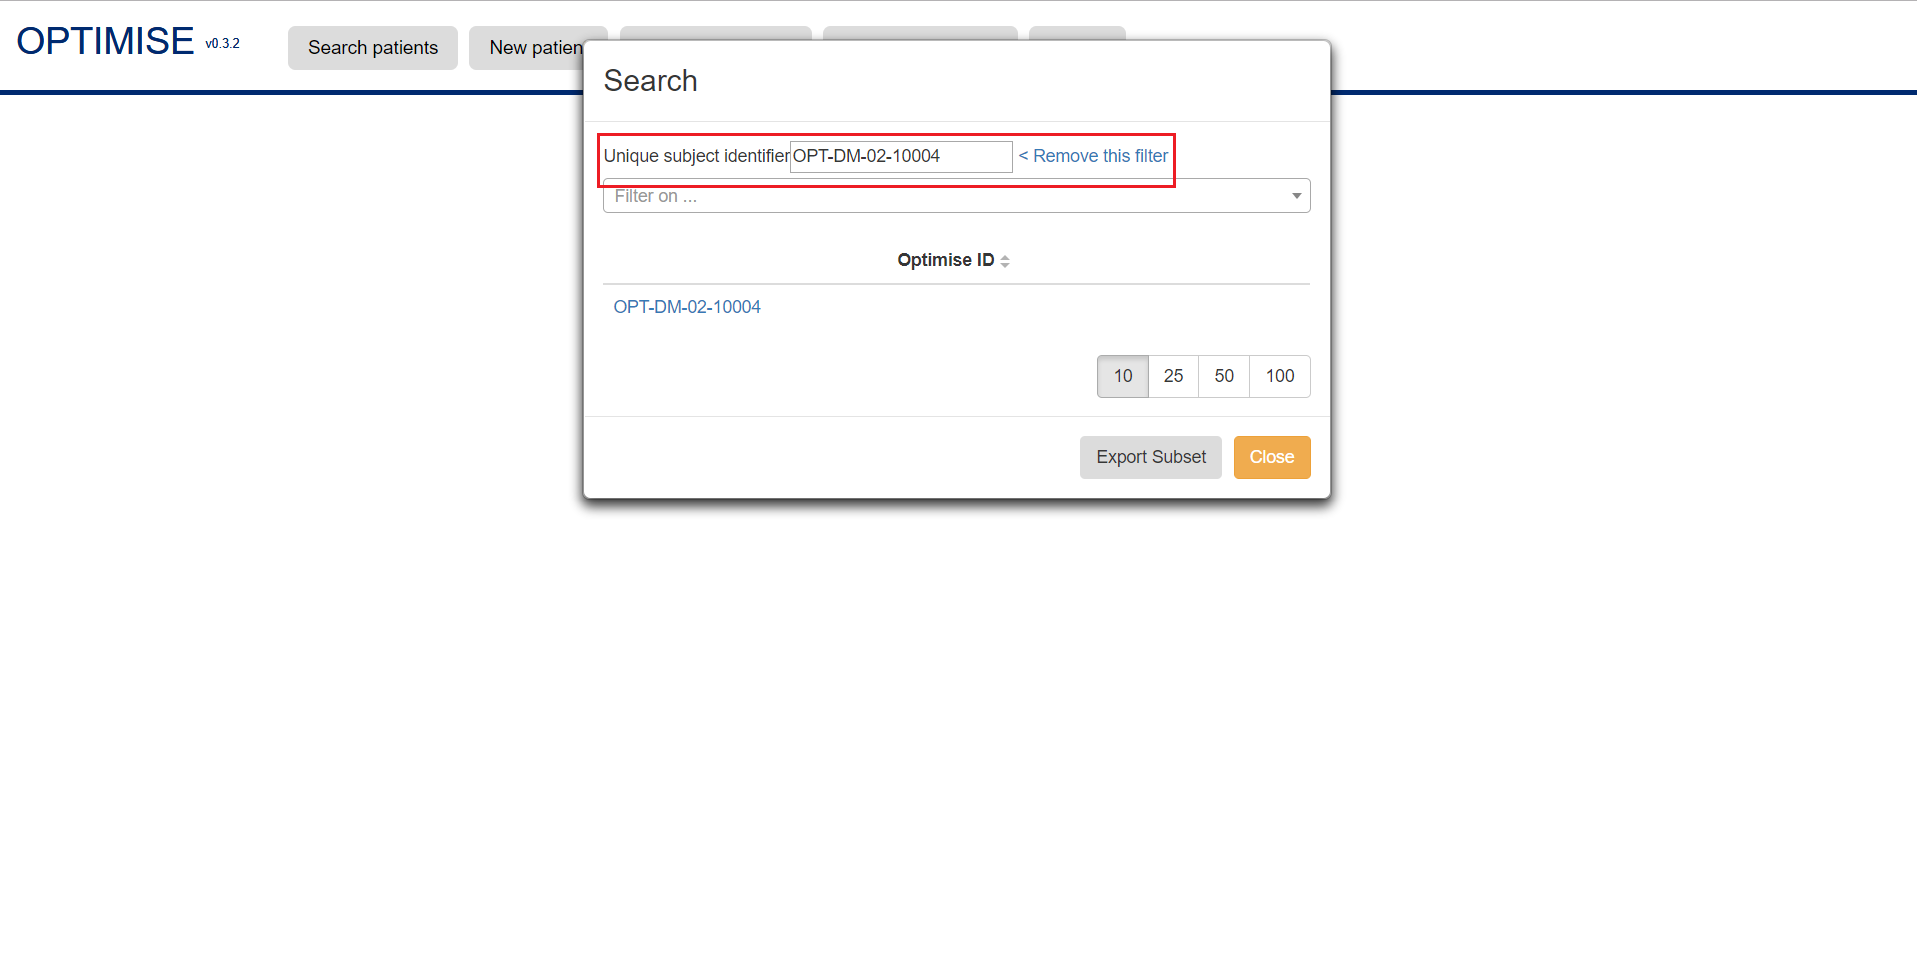 OPTIMISE v0.3.2 Search patients New patien
Search
Unique subject identifier OPT-DM-02-10004 < Remove this filter
Filter on ...
Optimise ID
OPT-DM-02-10004
10 25 50 100
Export Subset Close